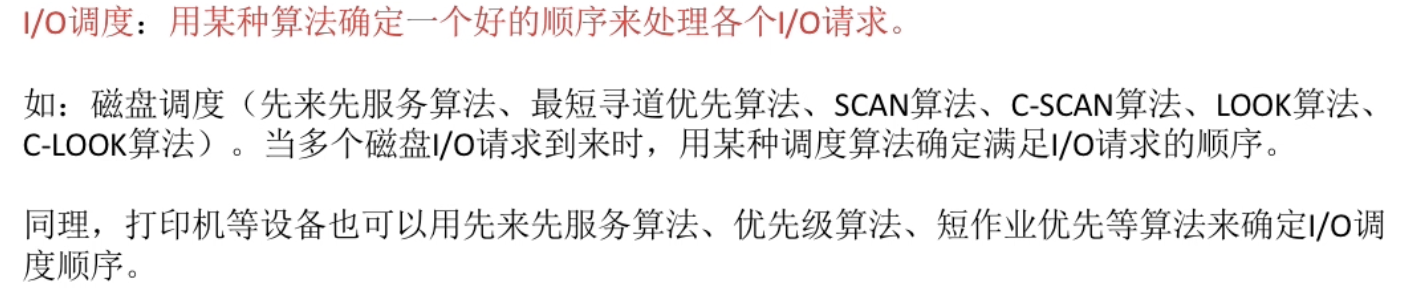 I/O调度：用某种算法确定一个好的顺序来处理各个I/O请求。
如：磁盘调度（先来先服务算法、最短寻道优先算法、SCAN算法、C-SCAN算法、LOOK算法、
C-LOOK算法）。当多个磁盘I/O请求到来时，用某种调度算法确定满足I/O请求的顺序。
同理，打印机等设备也可以用先来先服务算法、优先级算法、短作业优先等算法来确定I/O调
度顺序。